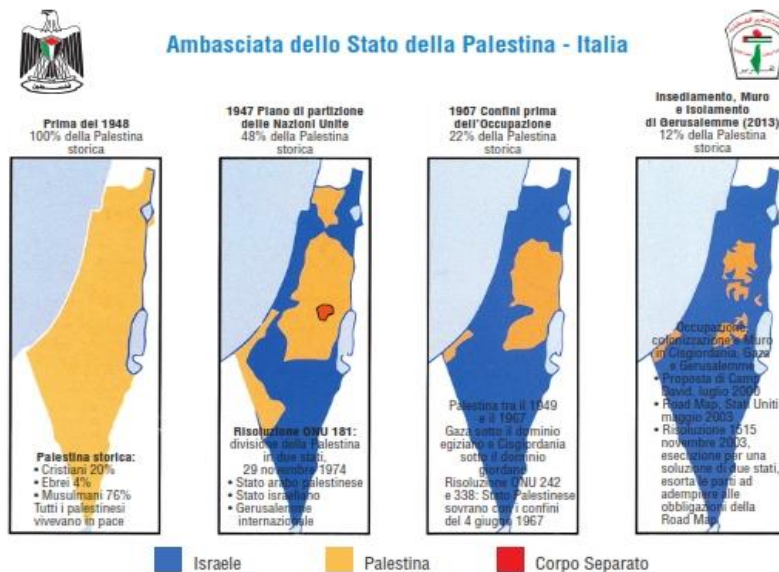 Ambasciata dello Stato della Palestina - Italia
Prima del 1948
100% della Palestina
storica
Palestina storica:
• Cristiani 20%
• Ebrei 4%
• Musulmani 76%
Tutti i palestinesi
vivevano in pace
1947 Piano di partizione
delle Nazioni Unite
48% della Palestina
storica
Risoluzione ONU 181:
divisione della Palestina
in due stati,
29 novembre 1974
• Stato arabo palestinese
• Stato israeliano
• Gerusalemme
internazionale
1967 Confini prima
dell'Occupazione
22% della Palestina
storica
Palestina tra il 1949
e il 1967
Gaza sotto il dominio
egiziano e Cisgiordania
sotto il dominio
giordano
Risoluzione ONU 242
e 338: Stato Palestinese
sovrano con i confini
del 4 giugno 1967
Insediamento, Muro
e Isolamento
di Gerusalemme (2013)
12% della Palestina
storica
Occupazione,
colonizzazione e Muro
in Cisgiordania, Gaza
e Gerusalemme
• Proposta di Camp
David, luglio 2000
• Road Map, Stati Uniti
maggio 2003
• Risoluzione 1515
novembre 2003,
esecuzione per una
soluzione di due stati,
esorta le parti ad
adempiere alle
obbligazioni della
Road Map
Israele
Palestina
Corpo Separato